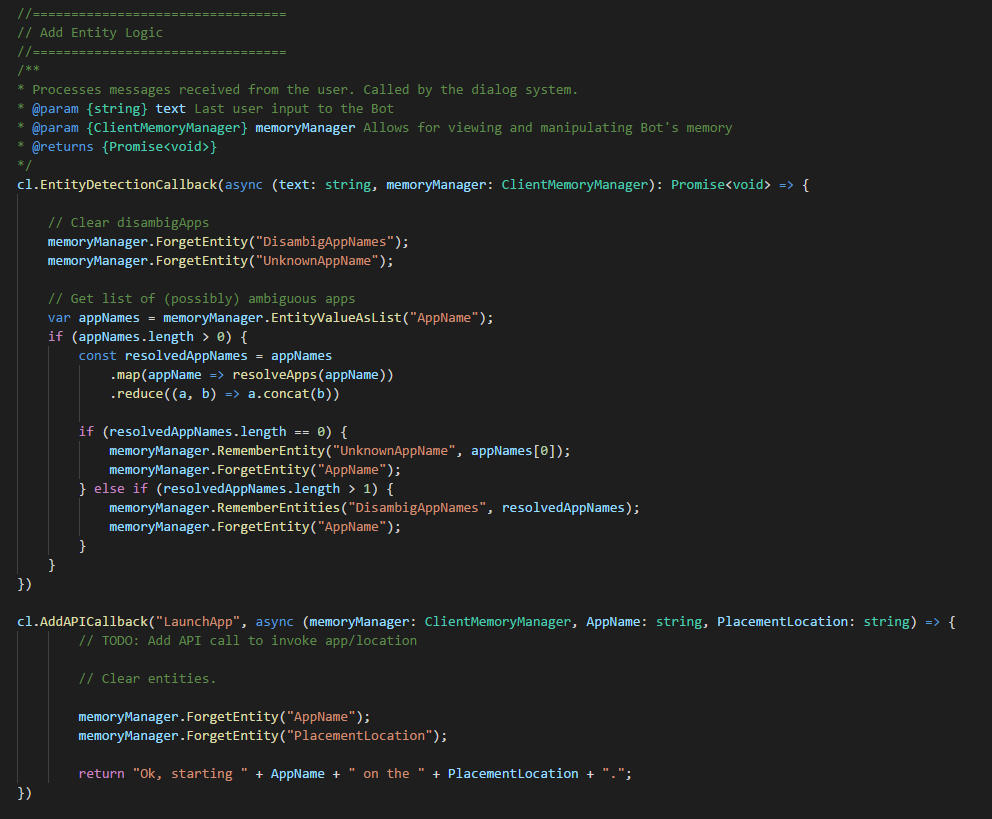 //=================================
// Add Entity Logic
//=================================
/**
* Processes messages received from the user. Called by the dialog system.
* @param {string} text Last user input to the Bot
* @param {ClientMemoryManager} memoryManager Allows for viewing and manipulating Bot's memory
* @returns {Promise<void>}
*/
cl.EntityDetectionCallback(async (text: string, memoryManager: ClientMemoryManager): Promise<void> => {
// Clear disambigApps
memoryManager.ForgetEntity("DisambigAppNames");
memoryManager.ForgetEntity("UnknownAppName");
// Get list of (possibly) ambiguous apps
var appNames = memoryManager.EntityValueAsList("AppName");
if (appNames.length > 0) {
const resolvedAppNames = appNames
.map(appName => resolveApps(appName))
.reduce((a, b) => a.concat(b))
if (resolvedAppNames.length == 0) {
memoryManager.RememberEntity("UnknownAppName", appNames[0]);
memoryManager.ForgetEntity("AppName");
} else if (resolvedAppNames.length > 1) {
memoryManager.RememberEntities("DisambigAppNames", resolvedAppNames);
memoryManager.ForgetEntity("AppName");
}
}
})
cl.AddAPICallback("LaunchApp", async (memoryManager: ClientMemoryManager, AppName: string, PlacementLocation: string) => {
// TODO: Add API call to invoke app/location
// Clear entities.
memoryManager.ForgetEntity("AppName");
memoryManager.ForgetEntity("PlacementLocation");
return "Ok, starting " + AppName + " on the " + PlacementLocation + ".";
})